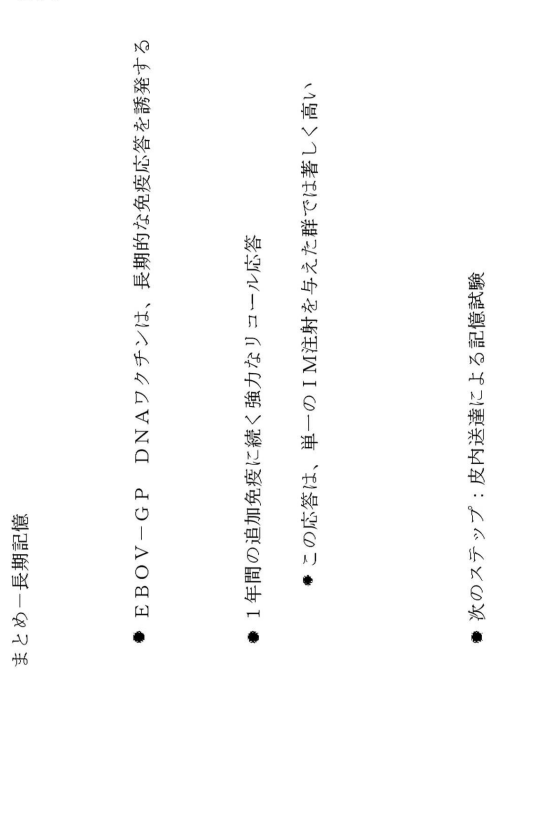 まとめ－長期記憶
● ＥＢＯＶ－ＧＰ　ＤＮＡワクチンは、長期的な免疫応答を誘発する
● １年間の追加免疫に続く強力なリコール応答
● この応答は、単一のＩＭ注射を与えた群では著しく高い
● 次のステップ：皮内送達による記憶試験